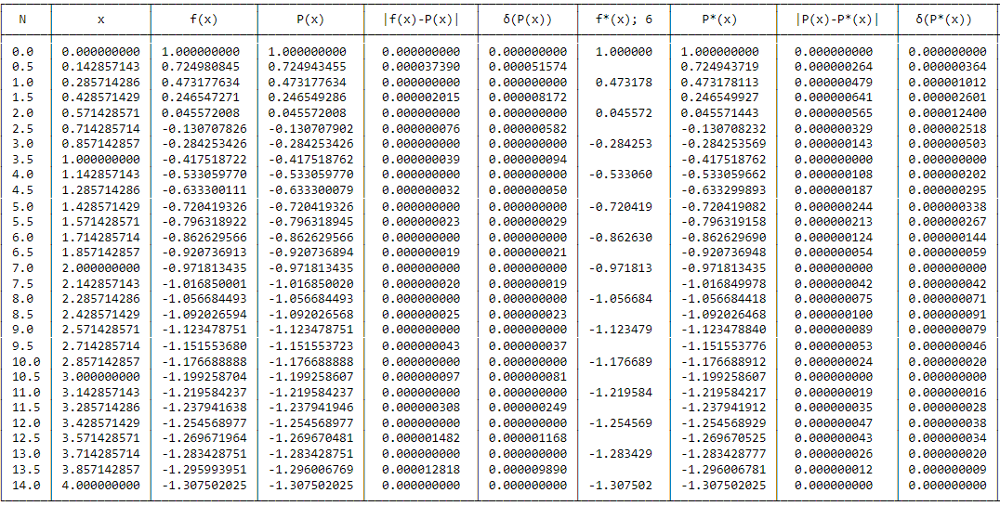 N x f(x) P(x) |f(x)-P(x)| δ(P(x)) f*(x); 6 P*(x) |P(x)-P*(x)| δ(P*(x))
0.0 0.000000000 1.000000000 1.000000000 0.000000000 0.000000000 1.000000 1.000000000 0.000000000 0.000000000
0.5 0.142857143 0.724980845 0.724943455 0.000037390 0.000051574 0.724943719 0.000000264 0.000000364
1.0 0.285714286 0.473177634 0.473177634 0.000000000 0.000000000 0.473178 0.473178113 0.000000479 0.000001012
1.5 0.428571429 0.246547271 0.246549286 0.000002015 0.000008172 0.246549927 0.000000641 0.000002601
2.0 0.571428571 0.045572008 0.045572008 0.000000000 0.000000000 0.045572 0.045571443 0.000000565 0.000012400
2.5 0.714285714 -0.130707826 -0.130707902 0.000000076 0.000000582 -0.130708232 0.000000329 0.000002518
3.0 0.857142857 -0.284253426 -0.284253426 0.000000000 0.000000000 -0.284253 -0.284253569 0.000000143 0.000000503
3.5 1.000000000 -0.417518722 -0.417518762 0.000000039 0.000000094 -0.417518762 0.000000000 0.000000000
4.0 1.142857143 -0.533059770 -0.533059770 0.000000000 0.000000000 -0.533060 -0.533059662 0.000000108 0.000000202
4.5 1.285714286 -0.633300111 -0.633300079 0.000000032 0.000000050 -0.633299893 0.000000187 0.000000295
5.0 1.428571429 -0.720419326 -0.720419326 0.000000000 0.000000000 -0.720419 -0.720419082 0.000000244 0.000000338
5.5 1.571428571 -0.796318922 -0.796318945 0.000000023 0.000000029 -0.796319158 0.000000213 0.000000267
6.0 1.714285714 -0.862629566 -0.862629566 0.000000000 0.000000000 -0.862630 -0.862629690 0.000000124 0.000000144
6.5 1.857142857 -0.920736913 -0.920736894 0.000000019 0.000000021 -0.920736948 0.000000054 0.000000059
7.0 2.000000000 -0.971813435 -0.971813435 0.000000000 0.000000000 -0.971813 -0.971813435 0.000000000 0.000000000
7.5 2.142857143 -1.016850001 -1.016850020 0.000000020 0.000000019 -1.016849978 0.000000042 0.000000042
8.0 2.285714286 -1.056684493 -1.056684493 0.000000000 0.000000000 -1.056684 -1.056684418 0.000000075 0.000000071
8.5 2.428571429 -1.092026594 -1.092026568 0.000000025 0.000000023 -1.092026468 0.000000100 0.000000091
9.0 2.571428571 -1.123478751 -1.123478751 0.000000000 0.000000000 -1.123479 -1.123478840 0.000000089 0.000000079
9.5 2.714285714 -1.151553680 -1.151553723 0.000000043 0.000000037 -1.151553776 0.000000053 0.000000046
10.0 2.857142857 -1.176688888 -1.176688888 0.000000000 0.000000000 -1.176689 -1.176688912 0.000000024 0.000000020
10.5 3.000000000 -1.199258704 -1.199258607 0.000000097 0.000000081 -1.199258607 0.000000000 0.000000000
11.0 3.142857143 -1.219584237 -1.219584237 0.000000000 0.000000000 -1.219584 -1.219584217 0.000000019 0.000000016
11.5 3.285714286 -1.237941638 -1.237941946 0.000000308 0.000000249 -1.237941912 0.000000035 0.000000028
12.0 3.428571429 -1.254568977 -1.254568977 0.000000000 0.000000000 -1.254569 -1.254568929 0.000000047 0.000000038
12.5 3.571428571 -1.269671964 -1.269670481 0.000001482 0.000001168 -1.269670525 0.000000043 0.000000034
13.0 3.714285714 -1.283428751 -1.283428751 0.000000000 0.000000000 -1.283429 -1.283428777 0.000000026 0.000000020
13.5 3.857142857 -1.295993951 -1.296006769 0.000012818 0.000009890 -1.296006781 0.000000012 0.000000009
14.0 4.000000000 -1.307502025 -1.307502025 0.000000000 0.000000000 -1.307502 -1.307502025 0.000000000 0.000000000